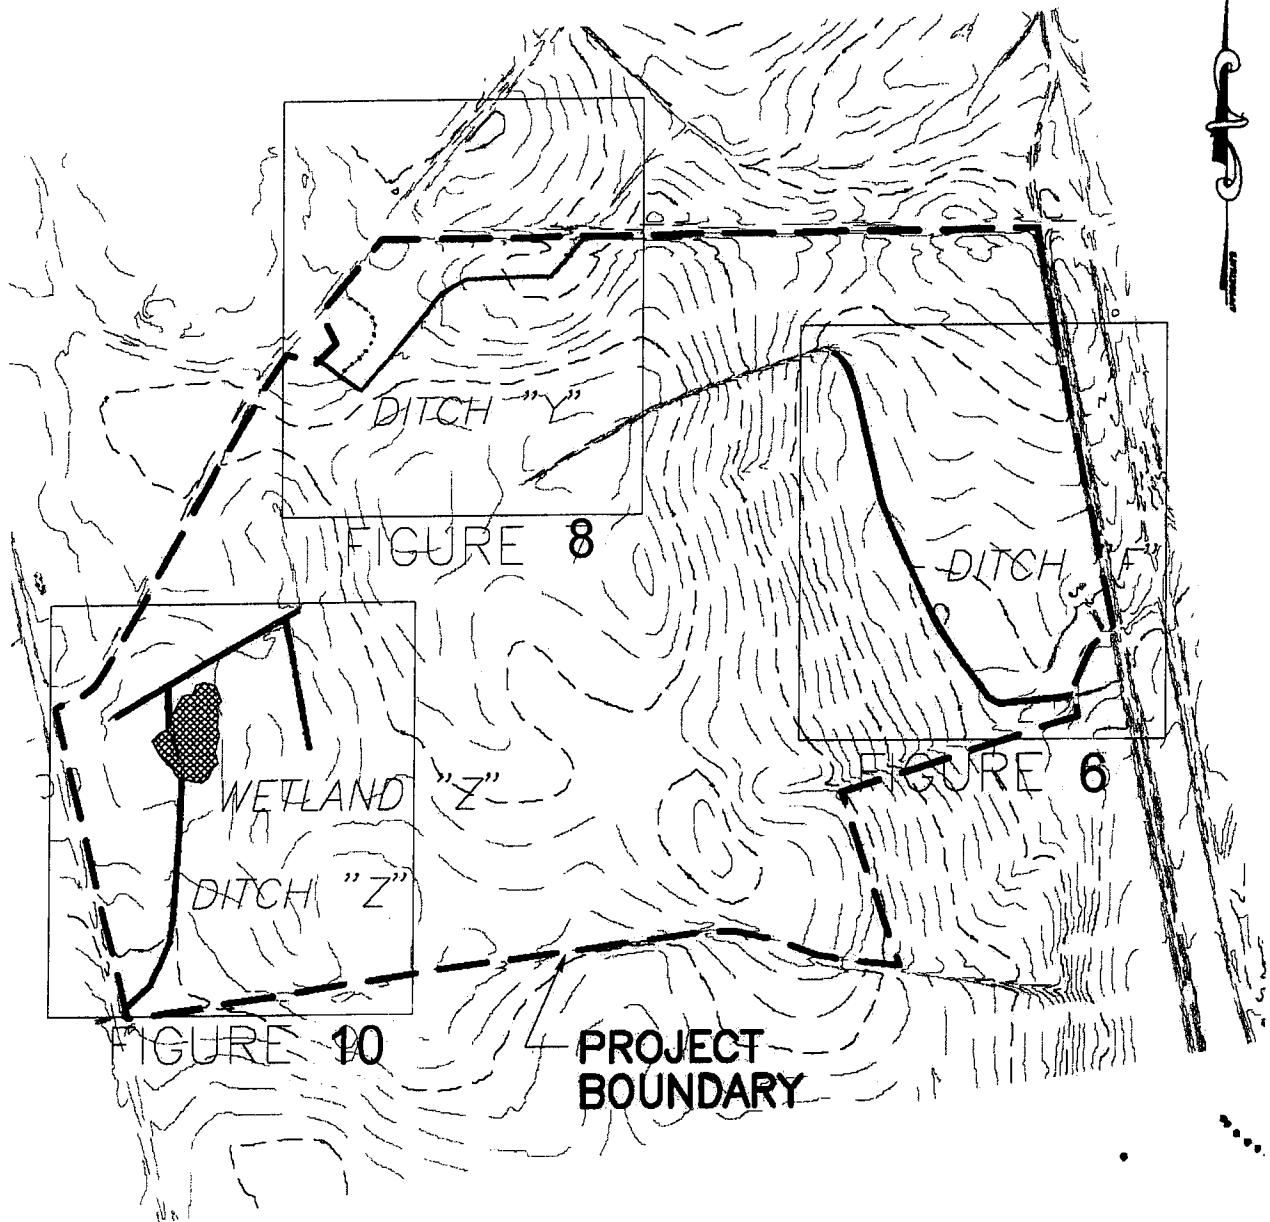 DITCH "Y"
FIGURE 8
DITCH "F"
FIGURE 6
WETLAND "Z"
DITCH "Z"
FIGURE 10
PROJECT
BOUNDARY